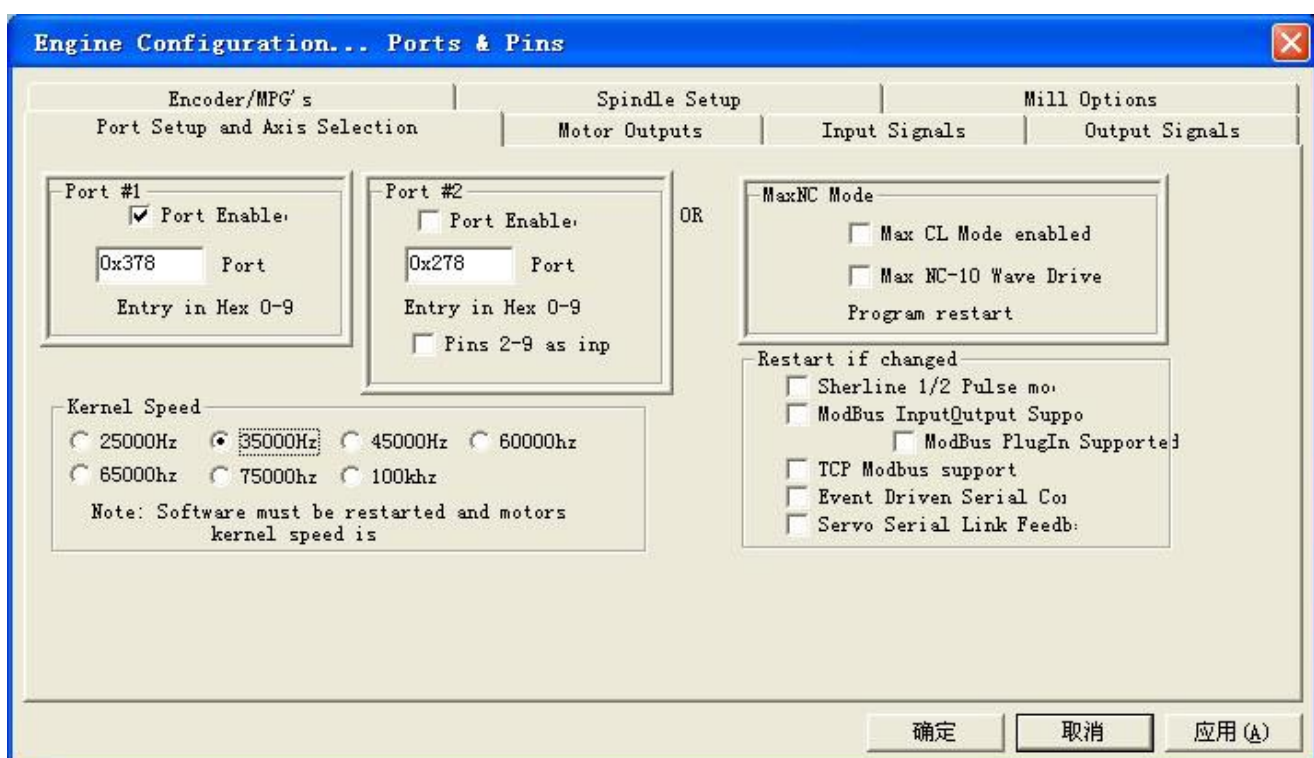 Engine Configuration... Ports & Pins
Encoder/MPG's
Spindle Setup
Mill Options
Port Setup and Axis Selection
Motor Outputs
Input Signals
Output Signals
Port #1
Port Enable
0x378 Port
Entry in Hex 0-9
Port #2
Port Enable
0x278 Port
Entry in Hex 0-9
Pins 2-9 as inp
OR
MaxNC Mode
Max CL Mode enabled
Max NC-10 Wave Drive
Program restart
Restart if changed
Sherline 1/2 Pulse mo
ModBus InputOutput Suppo
ModBus PlugIn Supported
TCP Modbus support
Event Driven Serial Co
Servo Serial Link Feedb
Kernel Speed
25000Hz 35000Hz 45000Hz 60000hz
65000hz 75000hz 100khz
Note: Software must be restarted and motors
kernel speed is
确定
取消
应用(A)